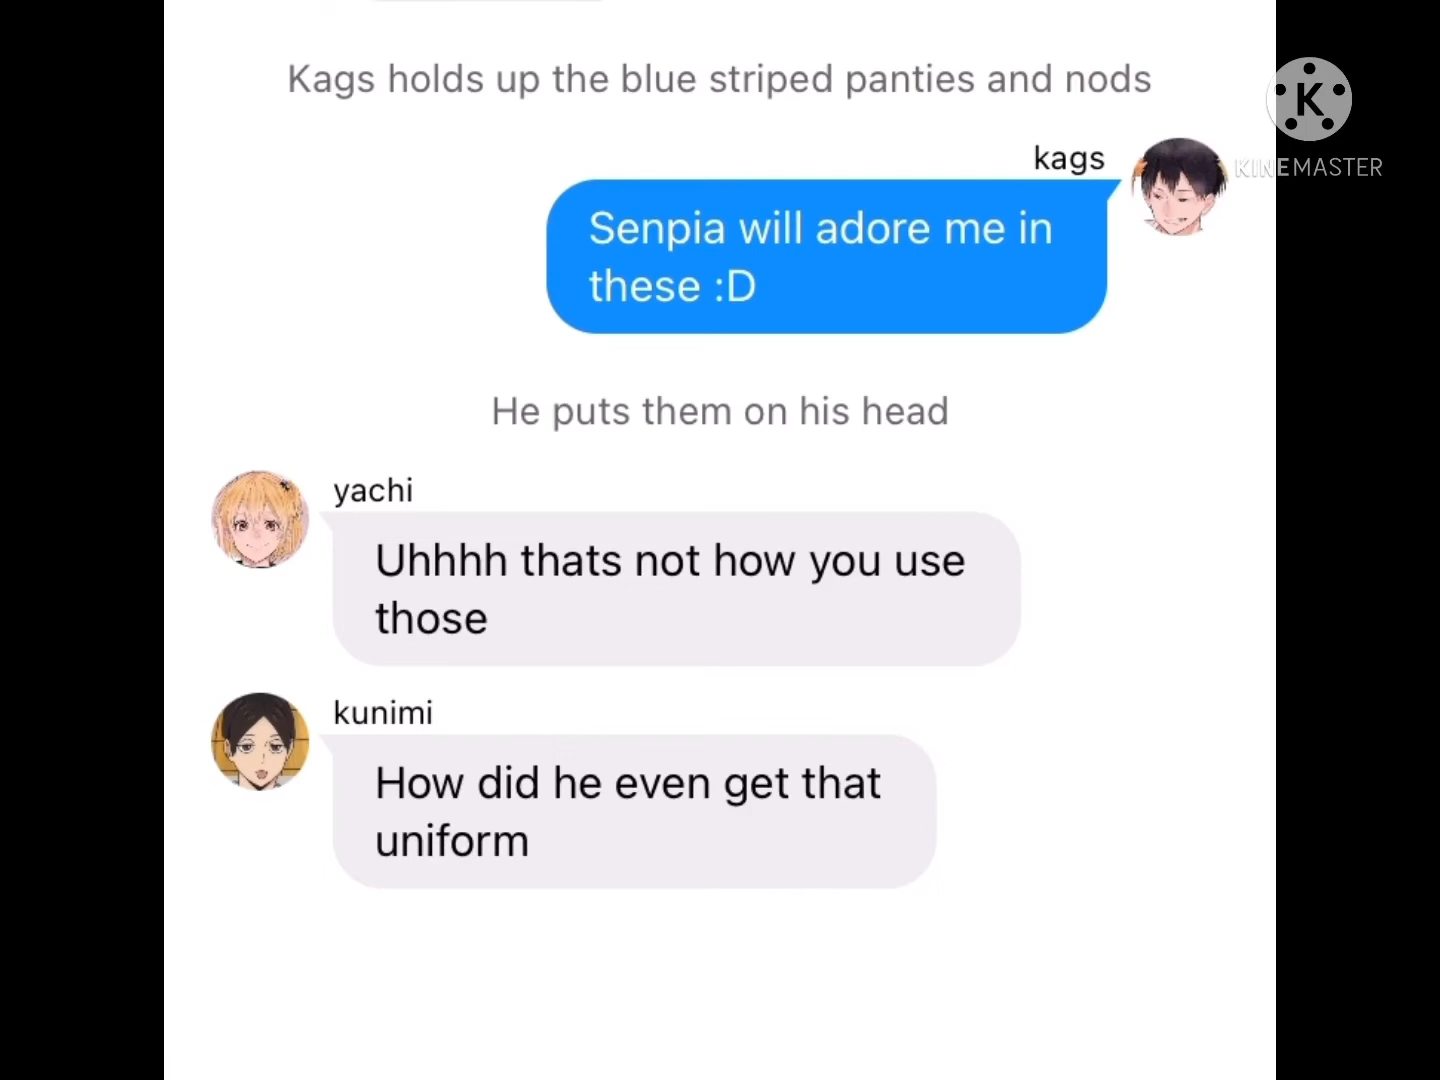 Kags holds up the blue striped panties and nods
kags
Senpia will adore me in
these :D
He puts them on his head
yachi
Uhhhh thats not how you use
those
kunimi
How did he even get that
uniform
K
KINEMASTER